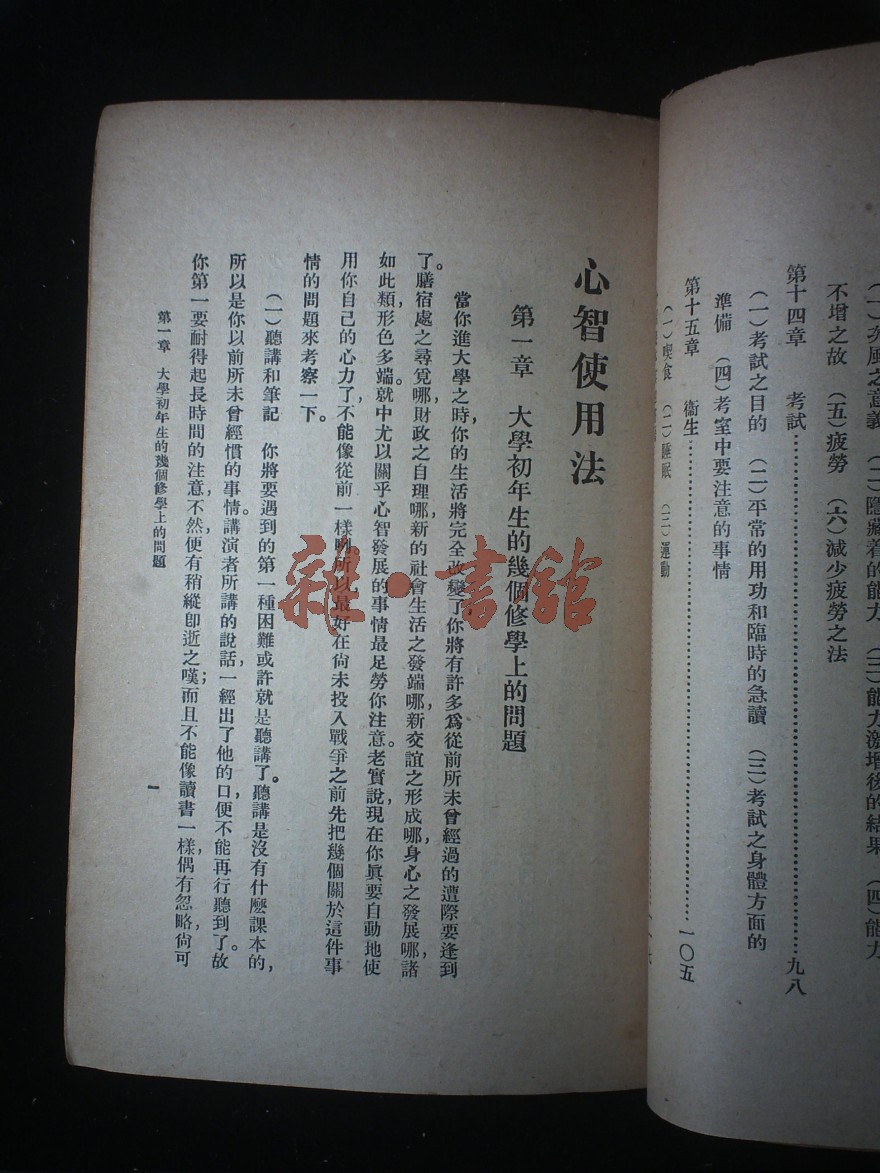 不增之故　(五)疲勞　(六)減少疲勞之法
第十四章　考試……九八
(一)考試之目的　(二)平常的用功和臨時的急讀　(三)考試之身體方面的
準備　(四)考室中要注意的事情
第十五章　衞生……一〇五
(一)喫食　(二)睡眠　(三)運動
心智使用法
第一章　大學初年生的幾個修學上的問題
當你進大學之時，你的生活將完全改變了，你將有許多爲從前所未曾經過的遭際要逢到
了。膳宿處之尋覓哪，財政之自理哪，新的社會生活之發端哪，新交誼之形成哪，身心之發展哪，諸
如此類，形色多端。就中尤以關乎心智發展的事情最足勞你注意。老實說，現在你眞要自動地使
用你自己的心力了，不能像從前一樣咧，所以最好在尙未投入戰爭之前先把幾個關於這件事
情的問題來考察一下。
(一)聽講和筆記　你將要遇到的第一種困難或許就是聽講了。聽講是沒有什麼課本的，
所以是你以前所未曾經慣的事情。講演者所講的說話，一經出了他的口，便不能再行聽到了。故
你第一要耐得起長時間的注意，不然，便有稍縱卽逝之嘆；而且不能像讀書一樣，偶有忽略，尙可
第一章　大學初年生的幾個修學上的問題
一
雜·書館